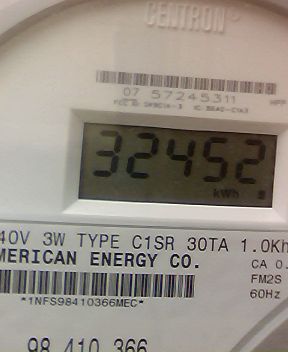 CENTRON®
07 57245311
32452
kWh
40V 3W TYPE C1SR 30TA 1.0Kh
MERICAN ENERGY CO.
CA 0.
FM2S
*1NFS98410366MEC*
60Hz
98 410 366